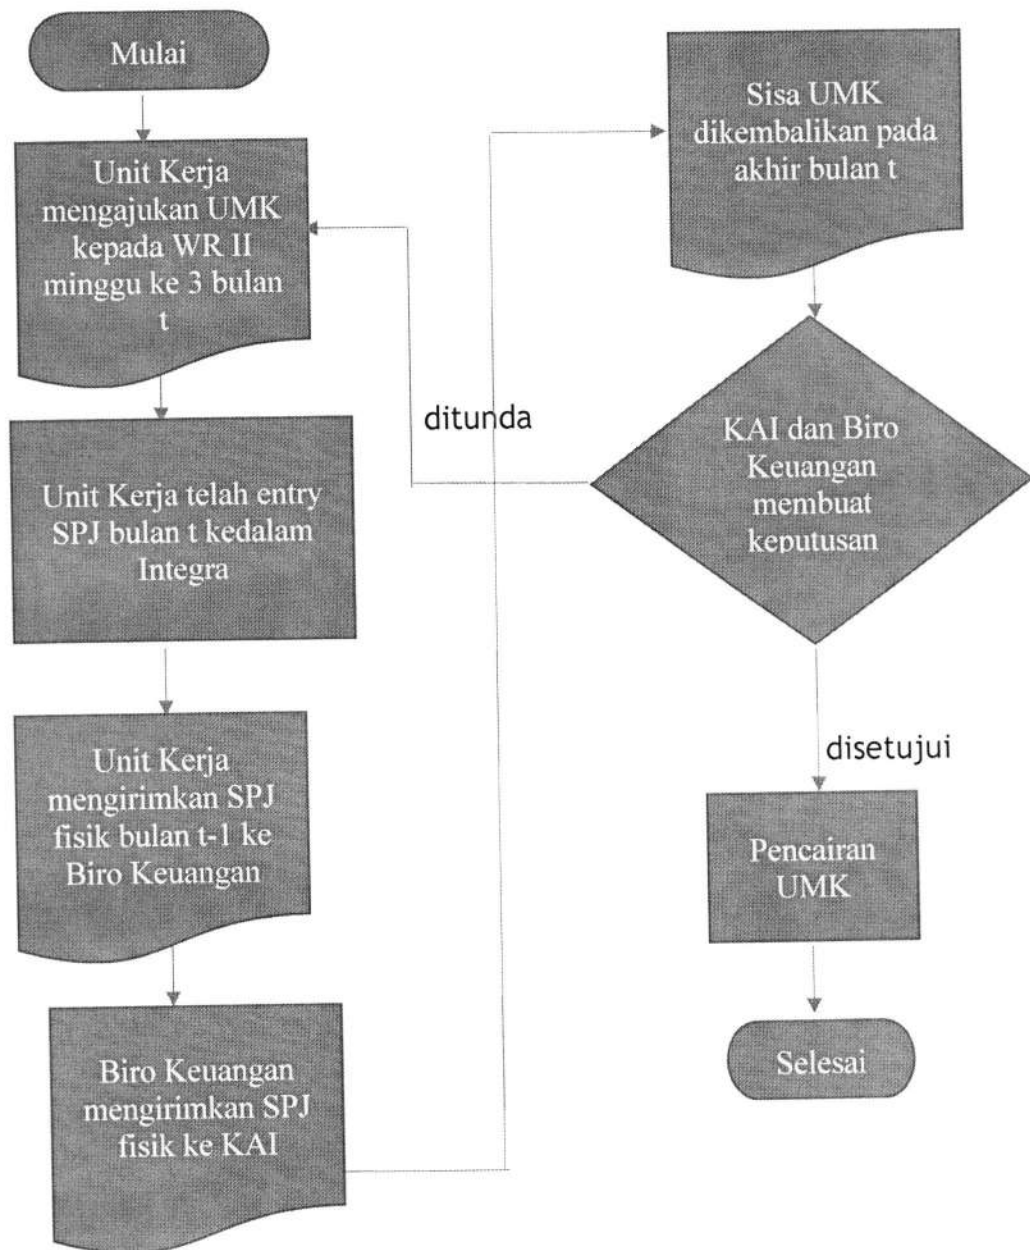 Mulai
Unit Kerja
mengajukan UMK
kepada WR II
minggu ke 3 bulan
t
Unit Kerja telah entry
SPJ bulan t kedalam
Integra
Unit Kerja
mengirimkan SPJ
fisik bulan t-1 ke
Biro Keuangan
Biro Keuangan
mengirimkan SPJ
fisik ke KAI
Sisa UMK
dikembalikan pada
akhir bulan t
KAI dan Biro
Keuangan
membuat
keputusan
ditunda
disetujui
Pencairan
UMK
Selesai